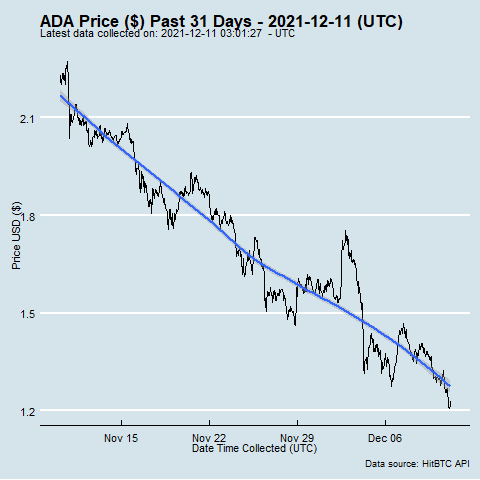 ADA Price ($) Past 31 Days - 2021-12-11 (UTC)
Latest data collected on: 2021-12-11 03:01:27  - UTC
2.1
1.8
1.5
1.2
Price USD ($)
Nov 15
Nov 22
Nov 29
Dec 06
Date Time Collected (UTC)
Data source: HitBTC API